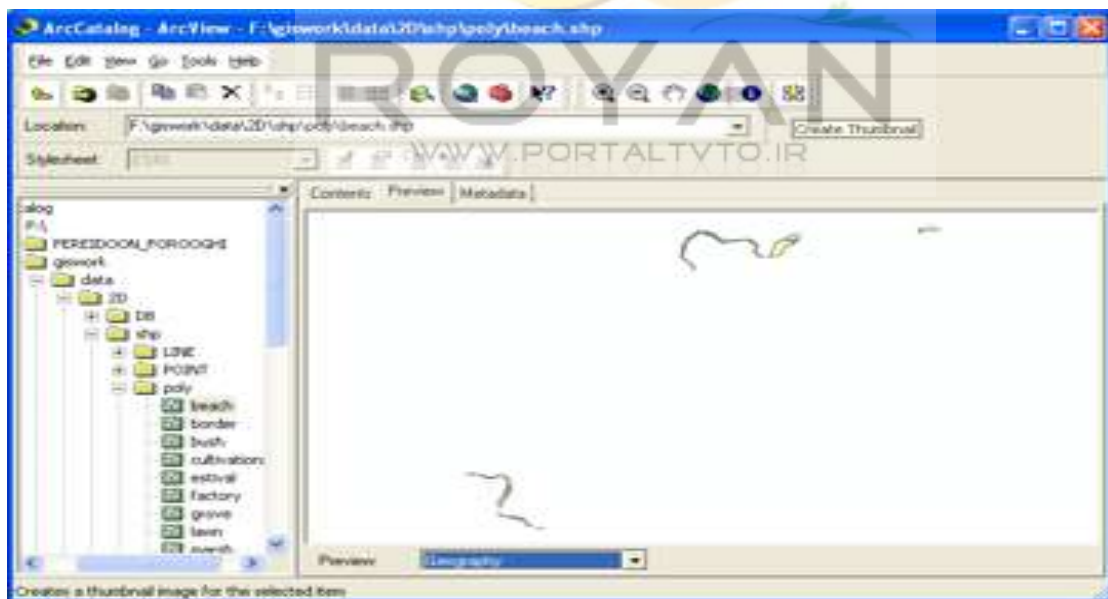 ArcCatalog - ArcView - F:\giswork\data\2D\shp\poly\beach.shp
File Edit View Go Tools Help
ROYAN
Location: F:\giswork\data\2D\shp\poly\beach.shp
Create Thumbnail
Stylesheet:
WWW.PORTALTVTO.IR
Contents Preview Metadata
alog
F:\
FEREIDOON_FOROOGHI
giswork
data
2D
DB
shp
LINE
POINT
poly
beach
border
bush
cultivation
estival
factory
grove
lawn
marsh
Preview: Geography
Creates a thumbnail image for the selected item